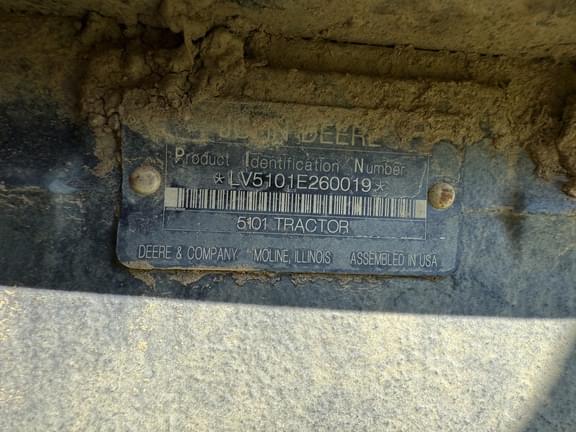 JOHN DEERE
Product Identification Number
*LV5101E260019*
5101 TRACTOR
DEERE & COMPANY MOLINE, ILLINOIS ASSEMBLED IN USA